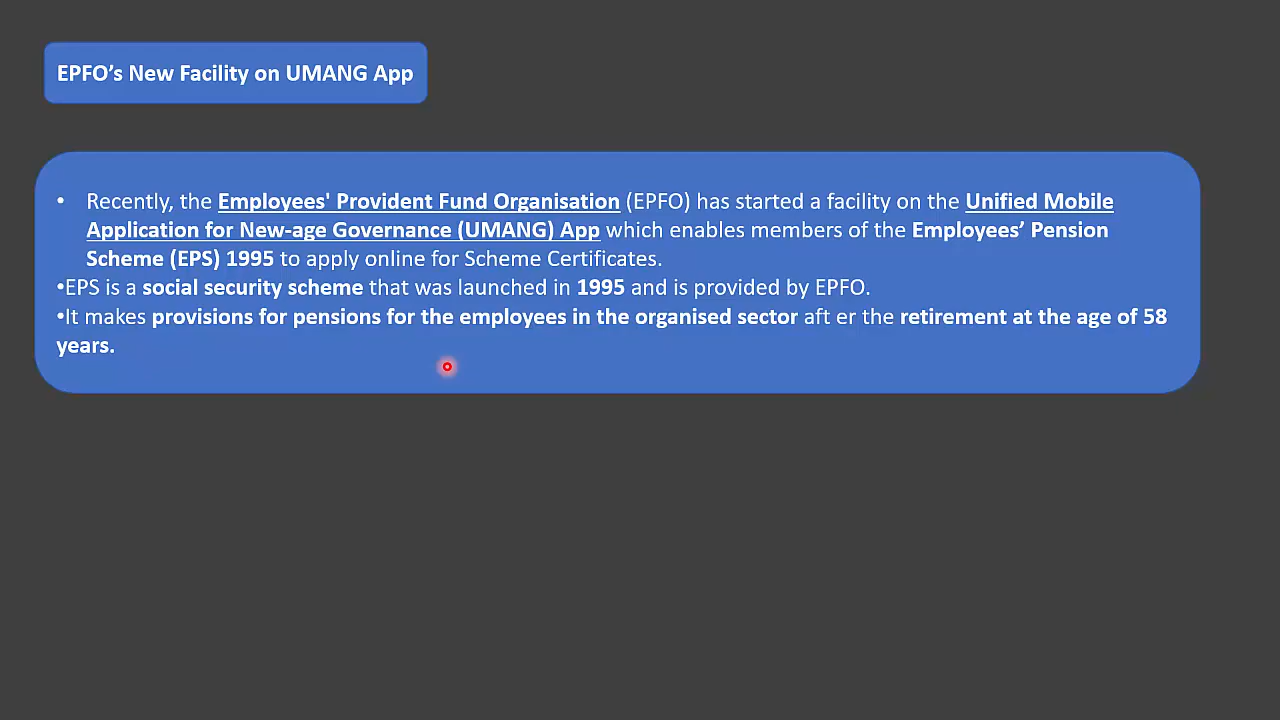 EPFO’s New Facility on UMANG App
• Recently, the Employees' Provident Fund Organisation (EPFO) has started a facility on the Unified Mobile
Application for New-age Governance (UMANG) App which enables members of the Employees’ Pension
Scheme (EPS) 1995 to apply online for Scheme Certificates.
•EPS is a social security scheme that was launched in 1995 and is provided by EPFO.
•It makes provisions for pensions for the employees in the organised sector aft er the retirement at the age of 58
years.